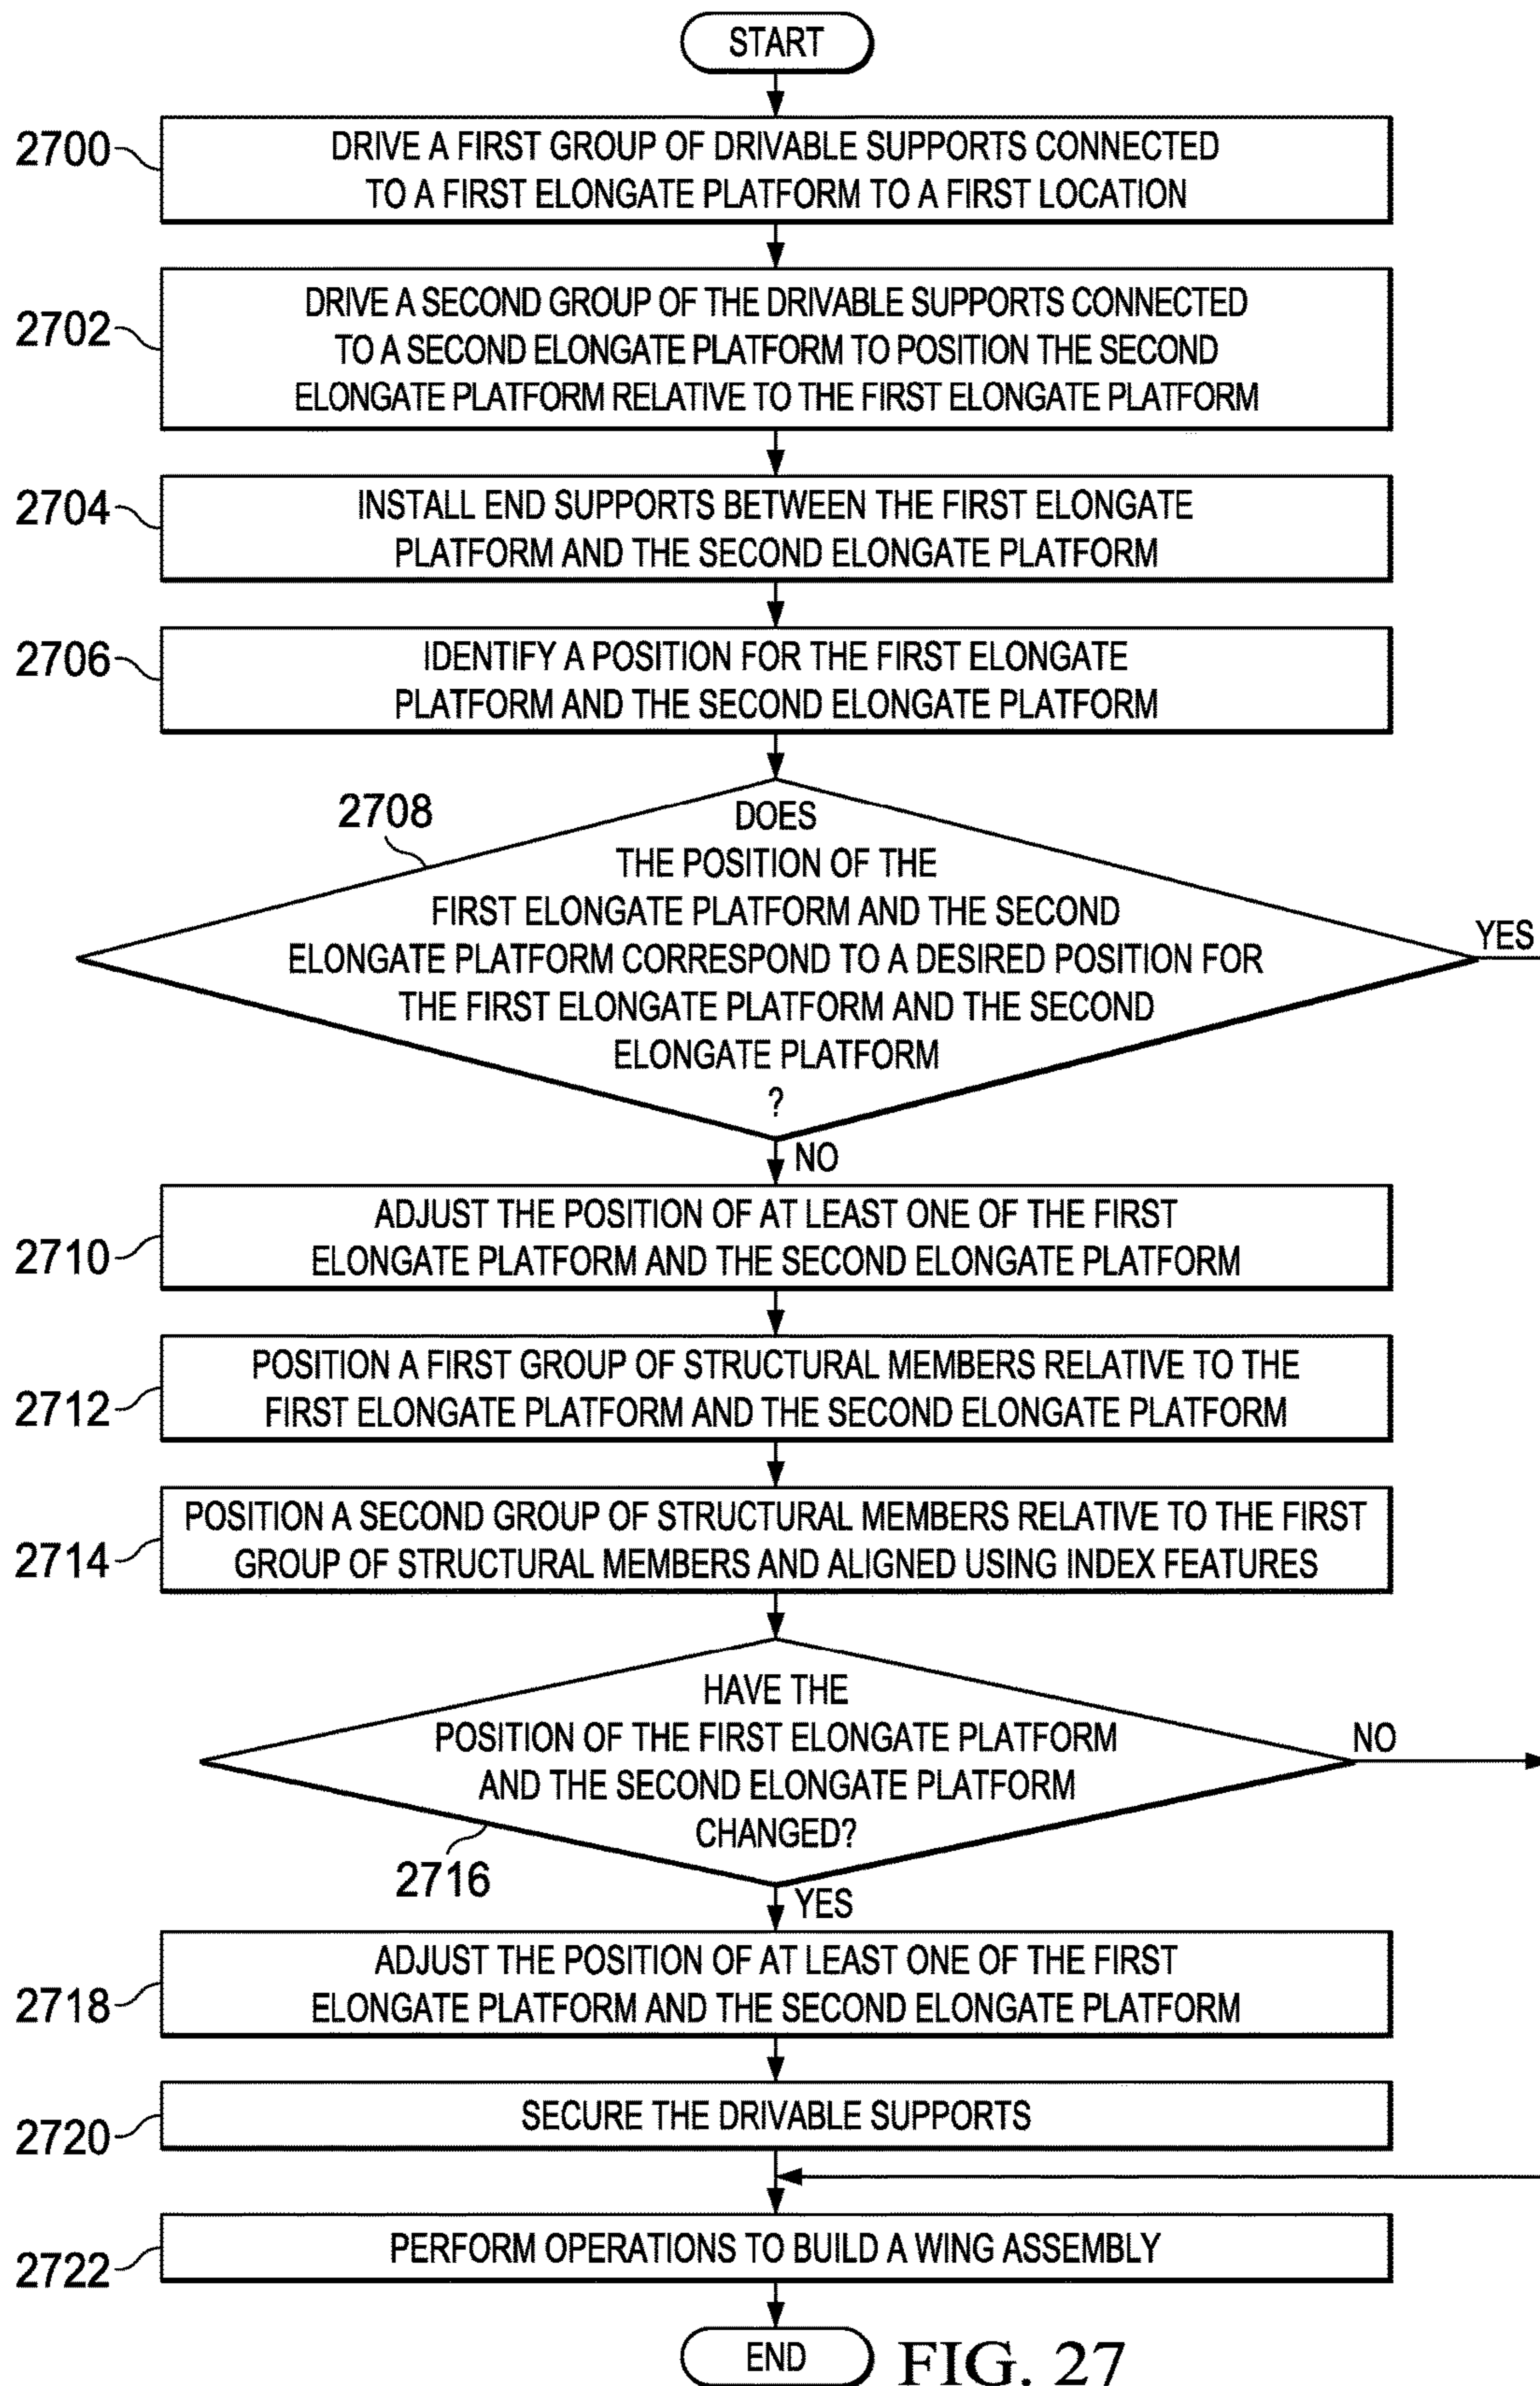 START
2700
DRIVE A FIRST GROUP OF DRIVABLE SUPPORTS CONNECTED
TO A FIRST ELONGATE PLATFORM TO A FIRST LOCATION
2702
DRIVE A SECOND GROUP OF THE DRIVABLE SUPPORTS CONNECTED
TO A SECOND ELONGATE PLATFORM TO POSITION THE SECOND
ELONGATE PLATFORM RELATIVE TO THE FIRST ELONGATE PLATFORM
2704
INSTALL END SUPPORTS BETWEEN THE FIRST ELONGATE
PLATFORM AND THE SECOND ELONGATE PLATFORM
2706
IDENTIFY A POSITION FOR THE FIRST ELONGATE
PLATFORM AND THE SECOND ELONGATE PLATFORM
2708
DOES
THE POSITION OF THE
FIRST ELONGATE PLATFORM AND THE SECOND
ELONGATE PLATFORM CORRESPOND TO A DESIRED POSITION FOR
THE FIRST ELONGATE PLATFORM AND THE SECOND
ELONGATE PLATFORM
?
YES
NO
2710
ADJUST THE POSITION OF AT LEAST ONE OF THE FIRST
ELONGATE PLATFORM AND THE SECOND ELONGATE PLATFORM
2712
POSITION A FIRST GROUP OF STRUCTURAL MEMBERS RELATIVE TO THE
FIRST ELONGATE PLATFORM AND THE SECOND ELONGATE PLATFORM
2714
POSITION A SECOND GROUP OF STRUCTURAL MEMBERS RELATIVE TO THE FIRST
GROUP OF STRUCTURAL MEMBERS AND ALIGNED USING INDEX FEATURES
HAVE THE
POSITION OF THE FIRST ELONGATE PLATFORM
AND THE SECOND ELONGATE PLATFORM
CHANGED?
NO
2716
YES
2718
ADJUST THE POSITION OF AT LEAST ONE OF THE FIRST
ELONGATE PLATFORM AND THE SECOND ELONGATE PLATFORM
2720
SECURE THE DRIVABLE SUPPORTS
2722
PERFORM OPERATIONS TO BUILD A WING ASSEMBLY
END
FIG. 27